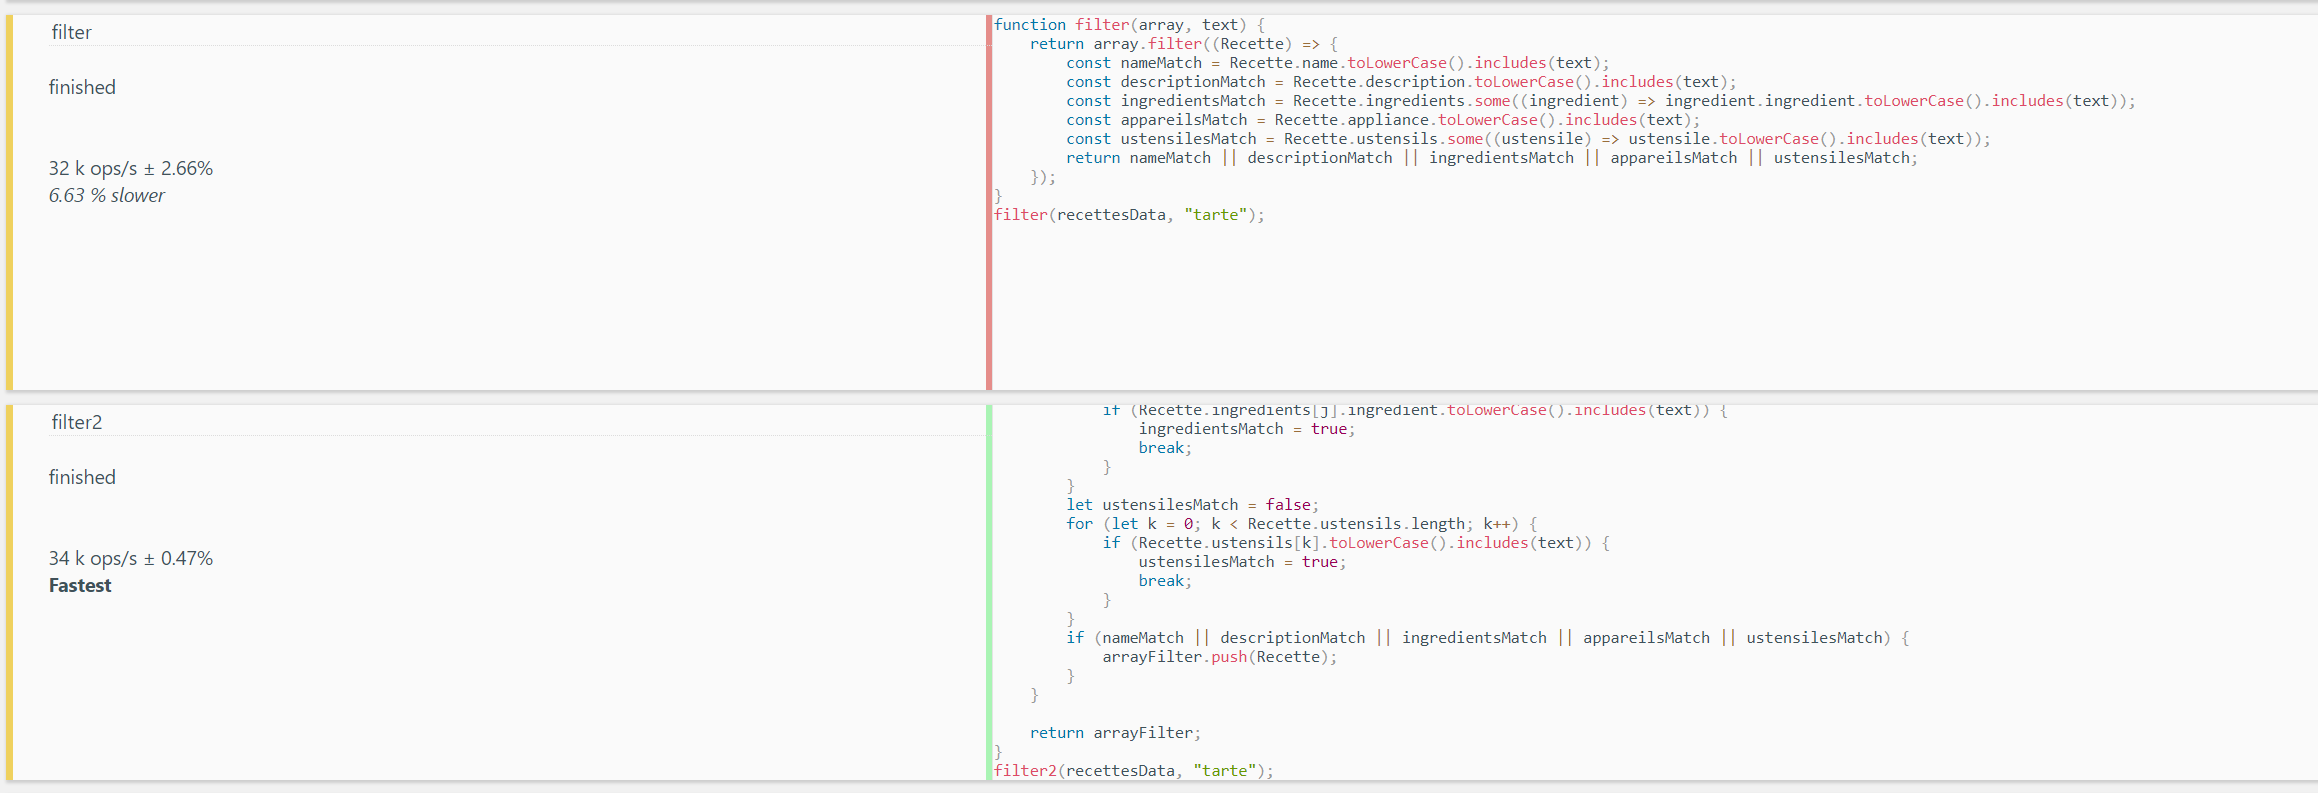 filter
finished
32 k ops/s ± 2.66%
6.63 % slower
function filter(array, text) {
    return array.filter((Recette) => {
        const nameMatch = Recette.name.toLowerCase().includes(text);
        const descriptionMatch = Recette.description.toLowerCase().includes(text);
        const ingredientsMatch = Recette.ingredients.some((ingredient) => ingredient.ingredient.toLowerCase().includes(text));
        const appareilsMatch = Recette.appliance.toLowerCase().includes(text);
        const ustensilesMatch = Recette.ustensils.some((ustensile) => ustensile.toLowerCase().includes(text));
        return nameMatch || descriptionMatch || ingredientsMatch || appareilsMatch || ustensilesMatch;
    });
}
filter(recettesData, "tarte");
filter2
finished
34 k ops/s ± 0.47%
Fastest
            if (Recette.ingredients[j].ingredient.toLowerCase().includes(text)) {
                ingredientsMatch = true;
                break;
            }
        }
        let ustensilesMatch = false;
        for (let k = 0; k < Recette.ustensils.length; k++) {
            if (Recette.ustensils[k].toLowerCase().includes(text)) {
                ustensilesMatch = true;
                break;
            }
        }
        if (nameMatch || descriptionMatch || ingredientsMatch || appareilsMatch || ustensilesMatch) {
            arrayFilter.push(Recette);
        }
    }
    return arrayFilter;
}
filter2(recettesData, "tarte");